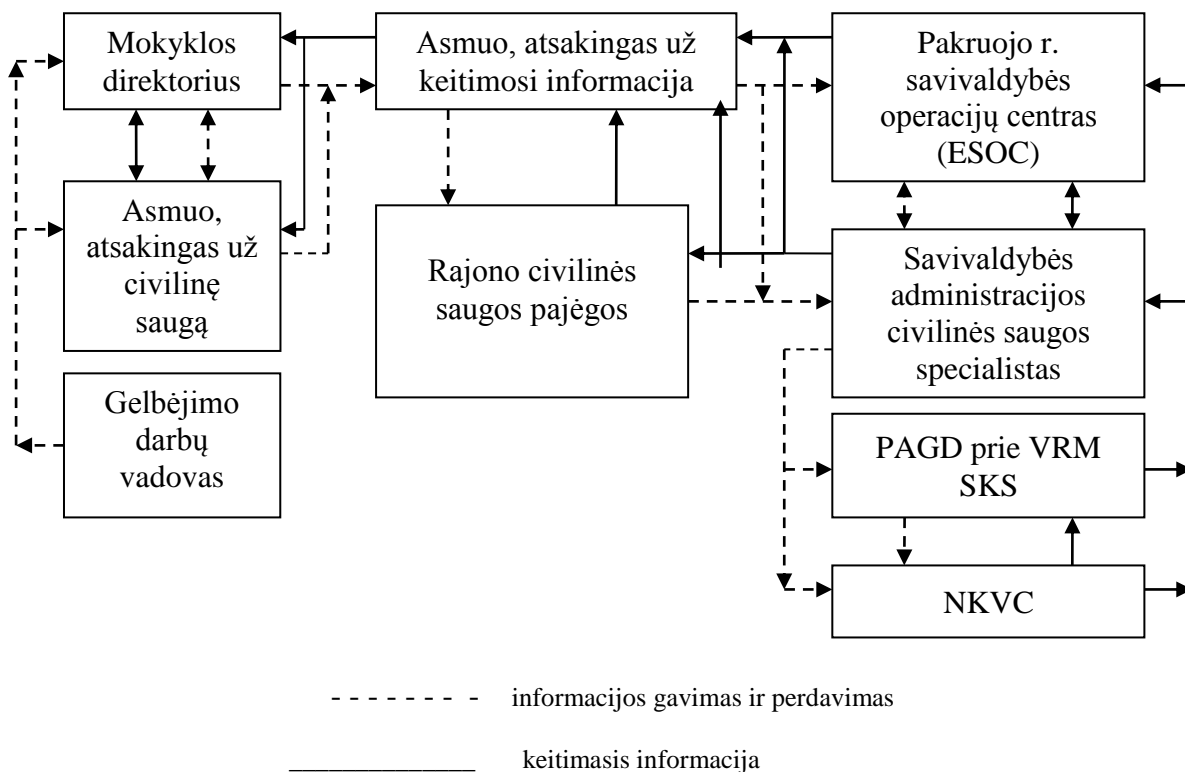 Mokyklos
direktorius
Asmuo, atsakingas už
keitimosi informacija
Pakruojo r.
savivaldybės
operacijų centras
(ESOC)
Asmuo,
atsakingas už
civilinę
saugą
Rajono civilinės
saugos pajėgos
Savivaldybės
administracijos
civilinės saugos
specialistas
Gelbėjimo
darbų
vadovas
PAGD prie VRM
SKS
NKVC
informacijos gavimas ir perdavimas
keitimasis informacija